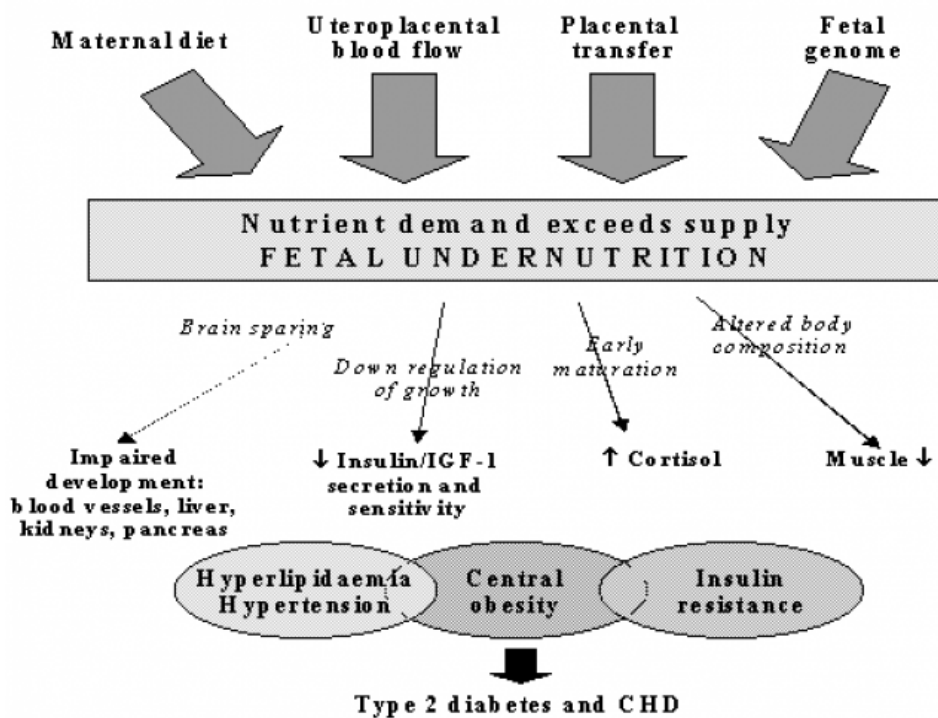 Maternal diet
Uteroplacental
blood flow
Placental
transfer
Fetal
genome
Nutrient demand exceeds supply
FETAL UNDERNUTRITION
Brain sparing
Down regulation
of growth
Early
maturation
Altered body
composition
Impaired
development:
blood vessels, liver,
kidneys, pancreas
↓ Insulin/IGF-1
secretion and
sensitivity
↑ Cortisol
Muscle ↓
Hyperlipidaemia
Hypertension
Central
obesity
Insulin
resistance
Type 2 diabetes and CHD